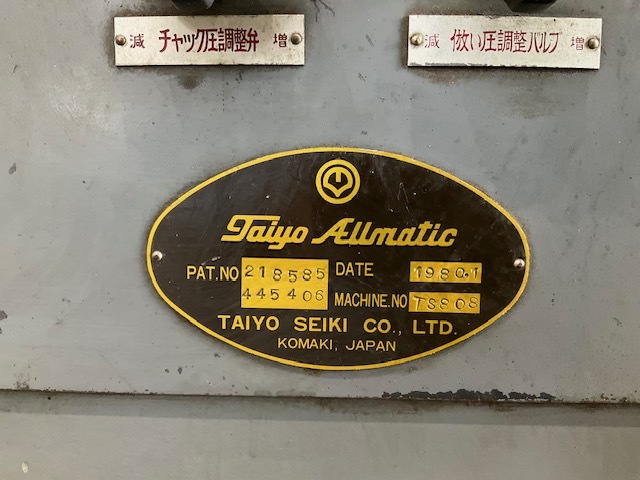 減 チャック圧調整弁 増
減 倣い圧調整バルブ 増
Taiyo Allmatic
PAT.NO 218585 DATE 1980.1
445406 MACHINE.NO TS808
TAIYO SEIKI CO., LTD.
KOMAKI, JAPAN